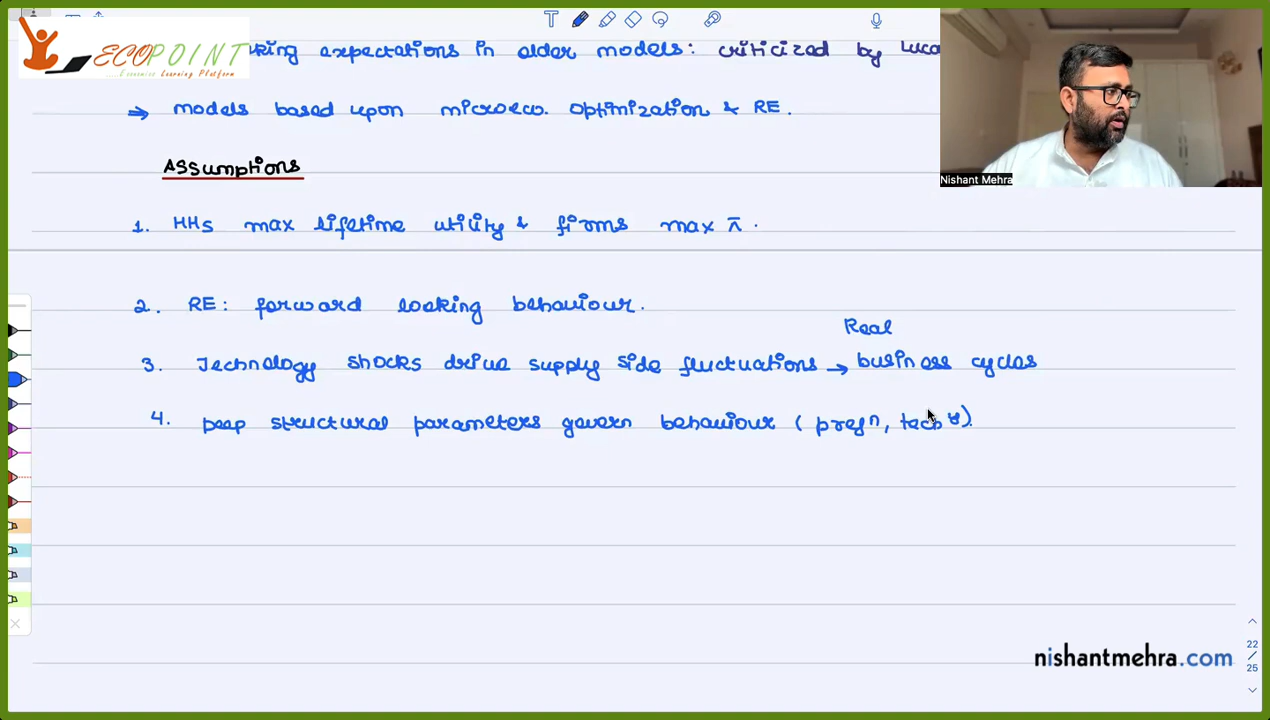 ECOPOINT
....Economics Learning Platform
king expectations in older models: criticized by Luca
⇒ models based upon microeco. optimization & RE.
Assumptions
1. HHs max lifetime utility & firms max π.
2. RE: forward looking behaviour.
Real
3. Technology shocks drive supply side fluctuations → business cycles
4. Deep structural parameters govern behaviour (prefⁿ, techʸ).
Nishant Mehra
nishantmehra.com
22
/
25